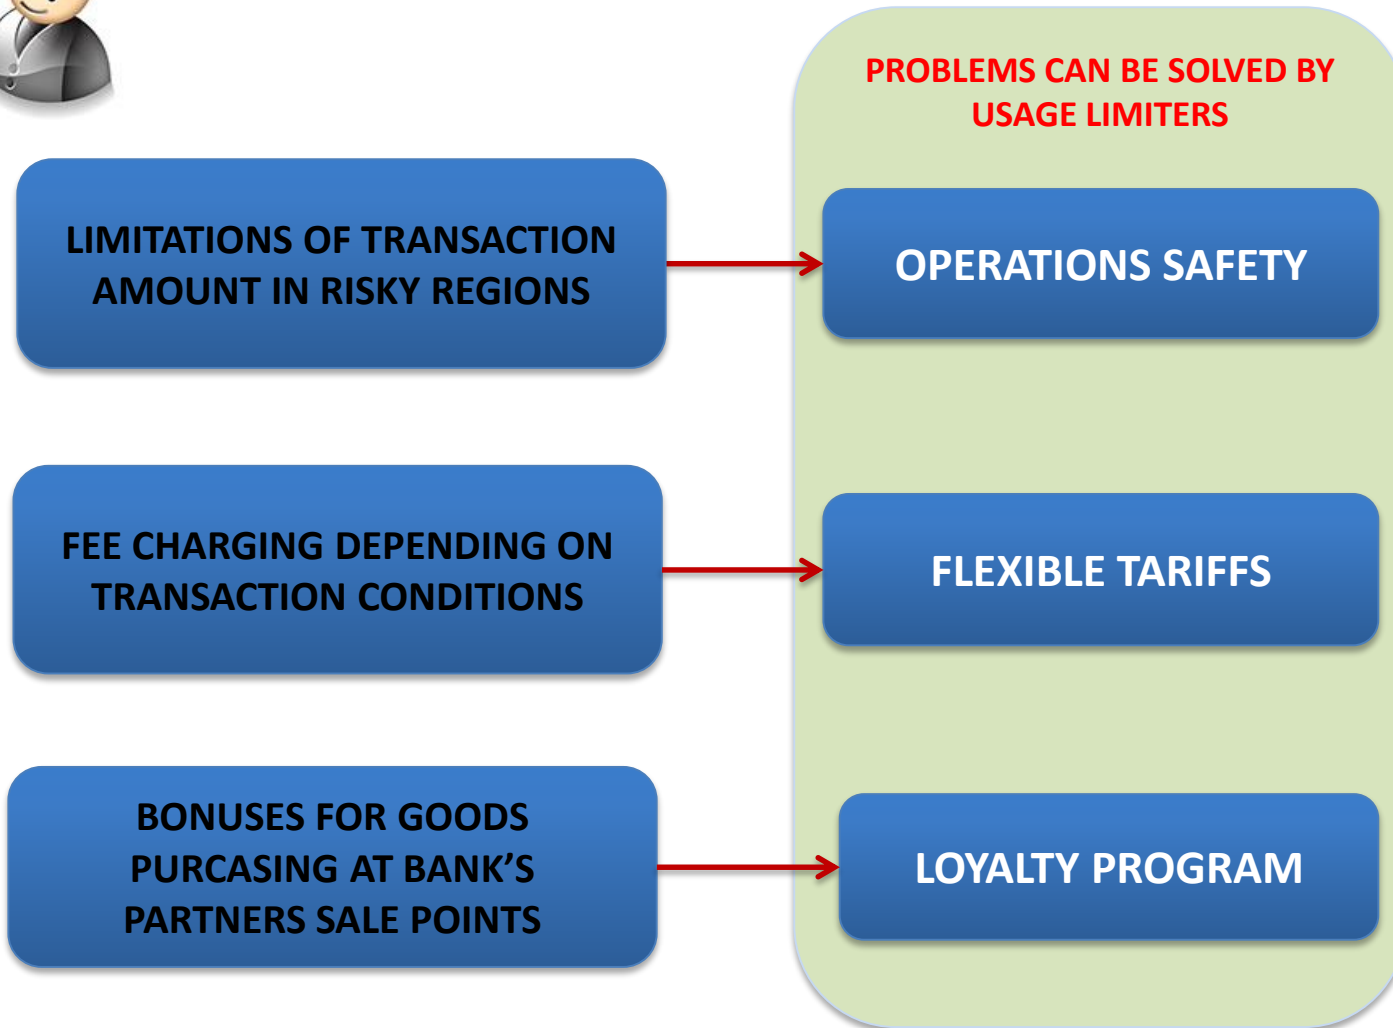 PROBLEMS CAN BE SOLVED BY
USAGE LIMITERS
LIMITATIONS OF TRANSACTION
AMOUNT IN RISKY REGIONS
OPERATIONS SAFETY
FEE CHARGING DEPENDING ON
TRANSACTION CONDITIONS
FLEXIBLE TARIFFS
BONUSES FOR GOODS
PURCASING AT BANK’S
PARTNERS SALE POINTS
LOYALTY PROGRAM